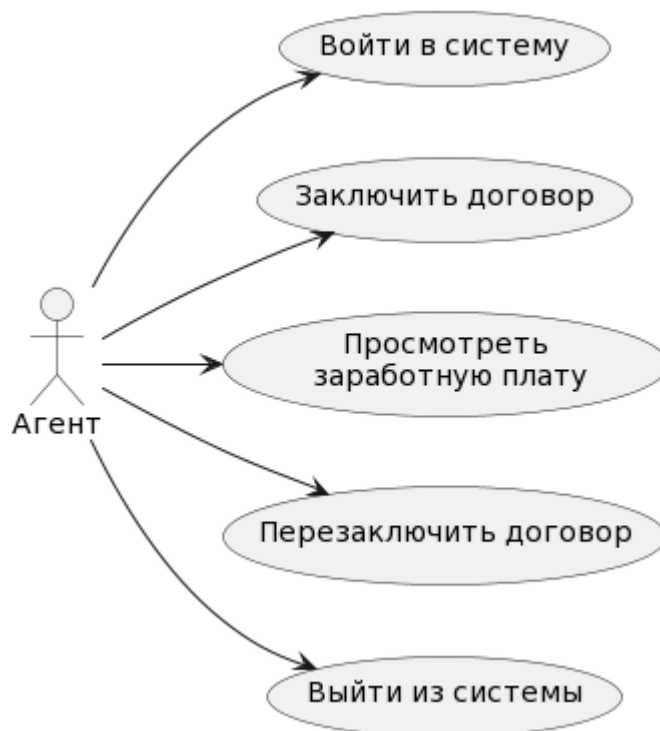 Войти в систему
Заключить договор
Просмотреть
заработную плату
Агент
Перезаключить договор
Выйти из системы